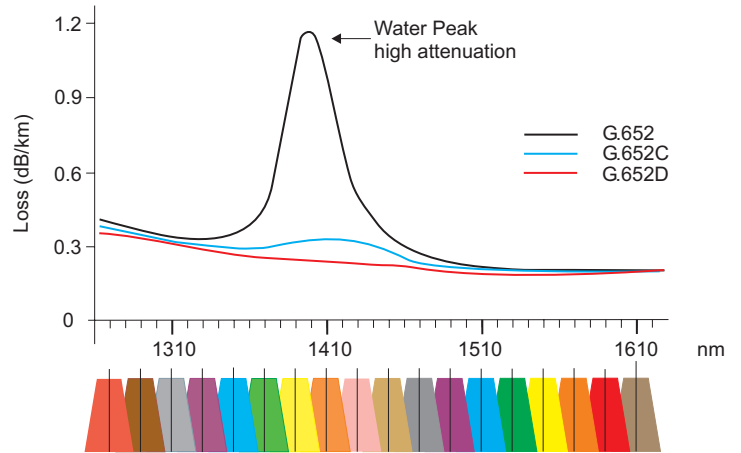 1.2
Water Peak
high attenuation
0.9
Loss (dB/km)
G.652
G.652C
0.6
G.652D
0.3
0
1310
1410
1510
1610
nm